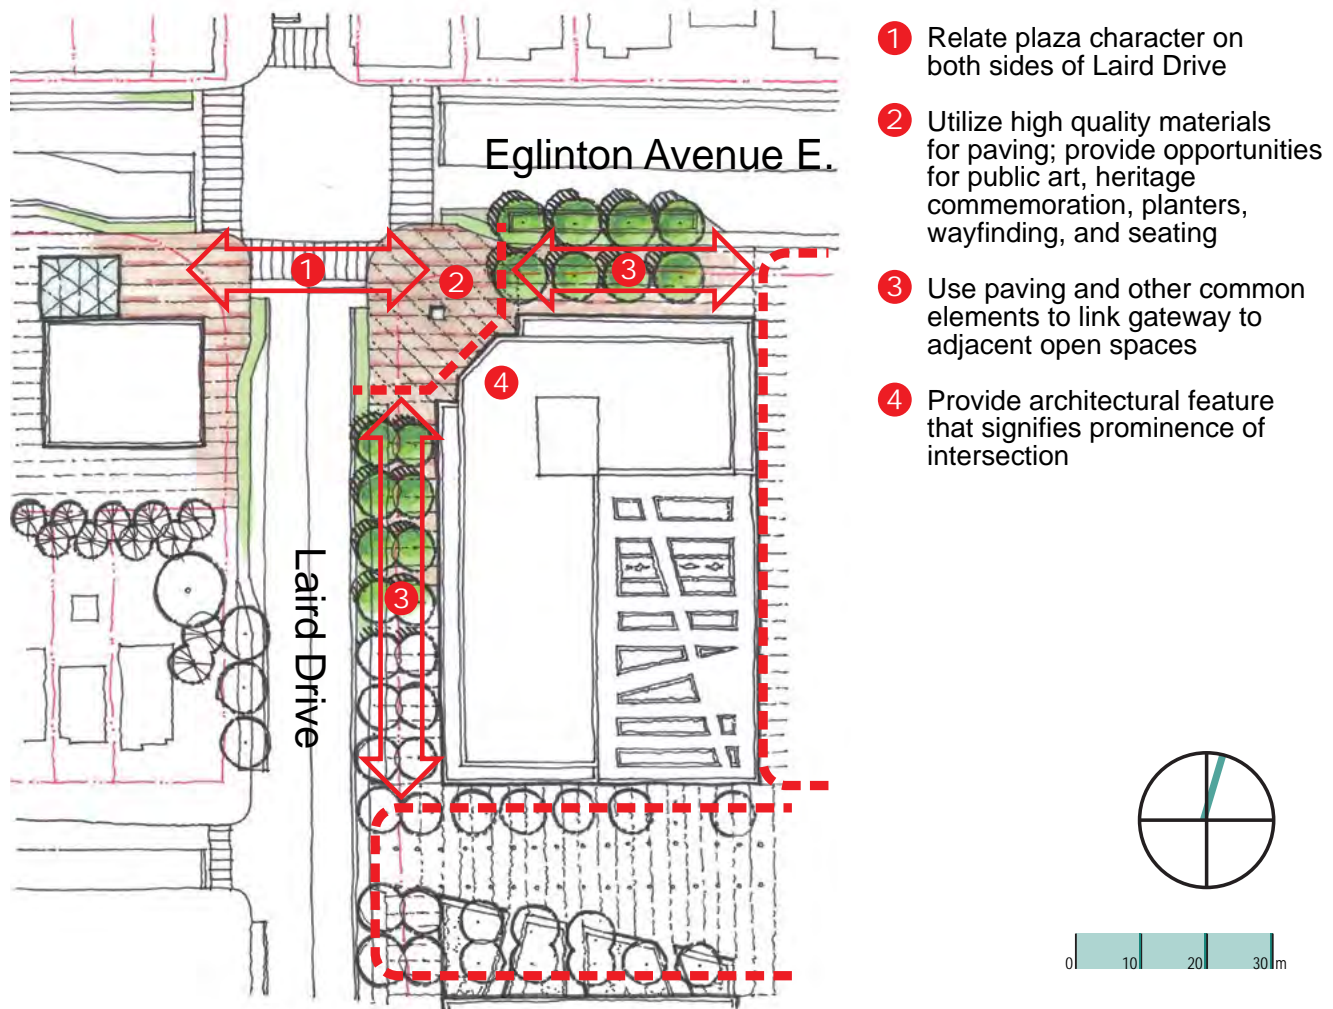 Eglinton Avenue E.
Laird Drive
1
2
3
4
3
1 Relate plaza character on
both sides of Laird Drive
2 Utilize high quality materials
for paving; provide opportunities
for public art, heritage
commemoration, planters,
wayfinding, and seating
3 Use paving and other common
elements to link gateway to
adjacent open spaces
4 Provide architectural feature
that signifies prominence of
intersection
0 10 20 30 m